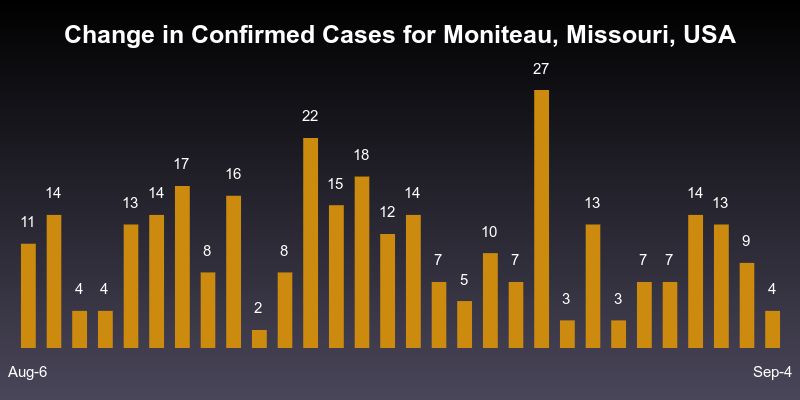 Change in Confirmed Cases for Moniteau, Missouri, USA
11 14 4 4 13 14 17 8 16 2 8 22 15 18 12 14 7 5 10 7 27 3 13 3 7 7 14 13 9 4
Aug-6 Sep-4